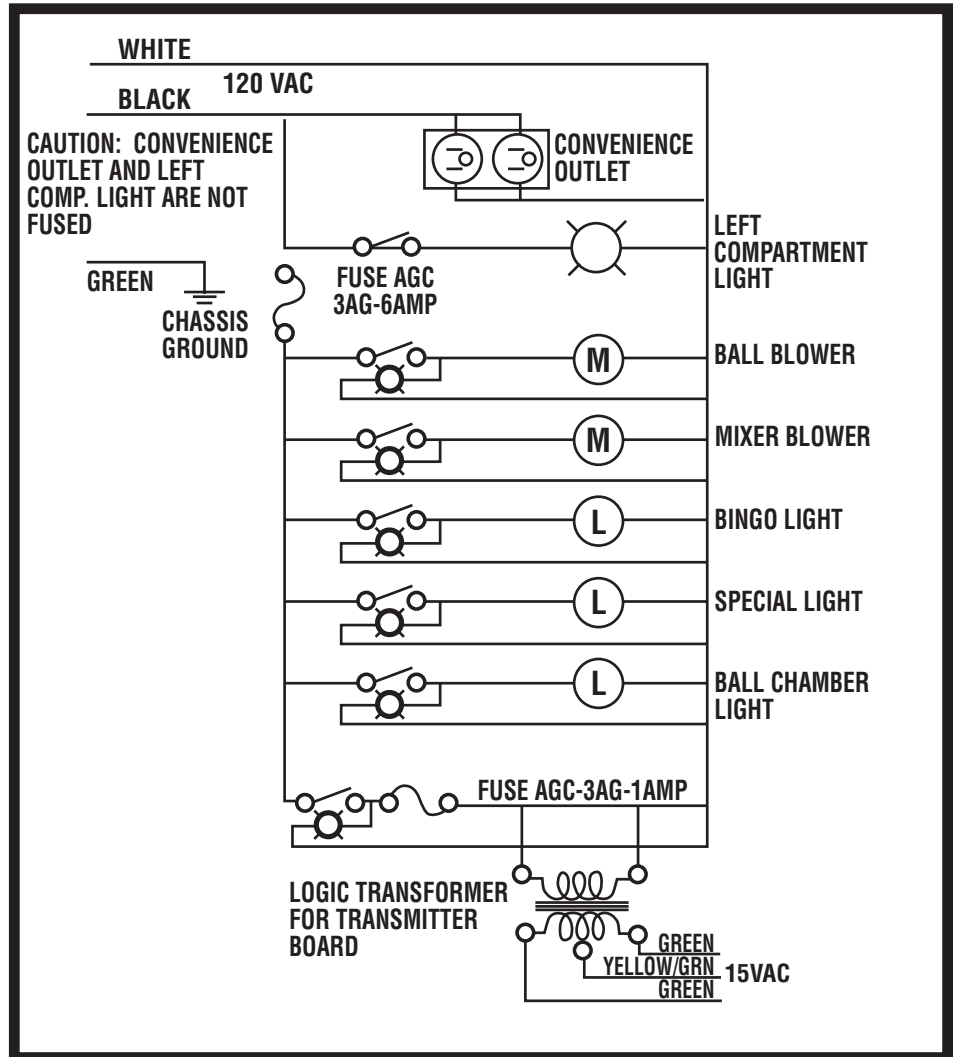 WHITE
120 VAC
BLACK
CAUTION: CONVENIENCE
OUTLET AND LEFT
COMP. LIGHT ARE NOT
FUSED
CONVENIENCE
OUTLET
LEFT
COMPARTMENT
LIGHT
GREEN
CHASSIS
GROUND
FUSE AGC
3AG-6AMP
M
BALL BLOWER
M
MIXER BLOWER
L
BINGO LIGHT
L
SPECIAL LIGHT
L
BALL CHAMBER
LIGHT
FUSE AGC-3AG-1AMP
LOGIC TRANSFORMER
FOR TRANSMITTER
BOARD
GREEN
YELLOW/GRN
15VAC
GREEN